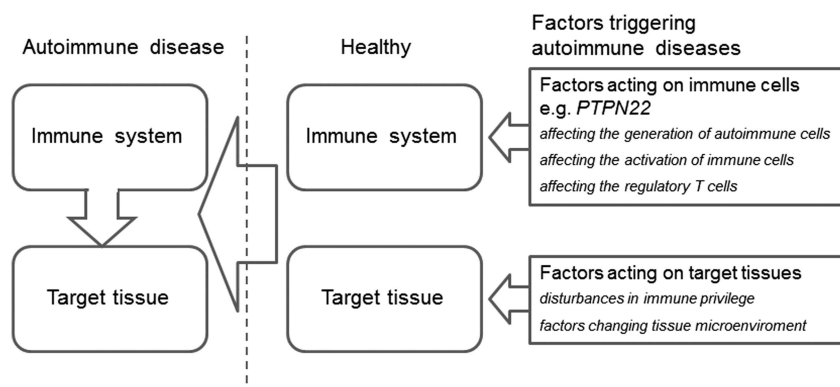 Autoimmune disease
Immune system
Target tissue
Healthy
Immune system
Target tissue
Factors triggering
autoimmune diseases
Factors acting on immune cells
e.g. PTPN22
affecting the generation of autoimmune cells
affecting the activation of immune cells
affecting the regulatory T cells
Factors acting on target tissues
disturbances in immune privilege
factors changing tissue microenviroment